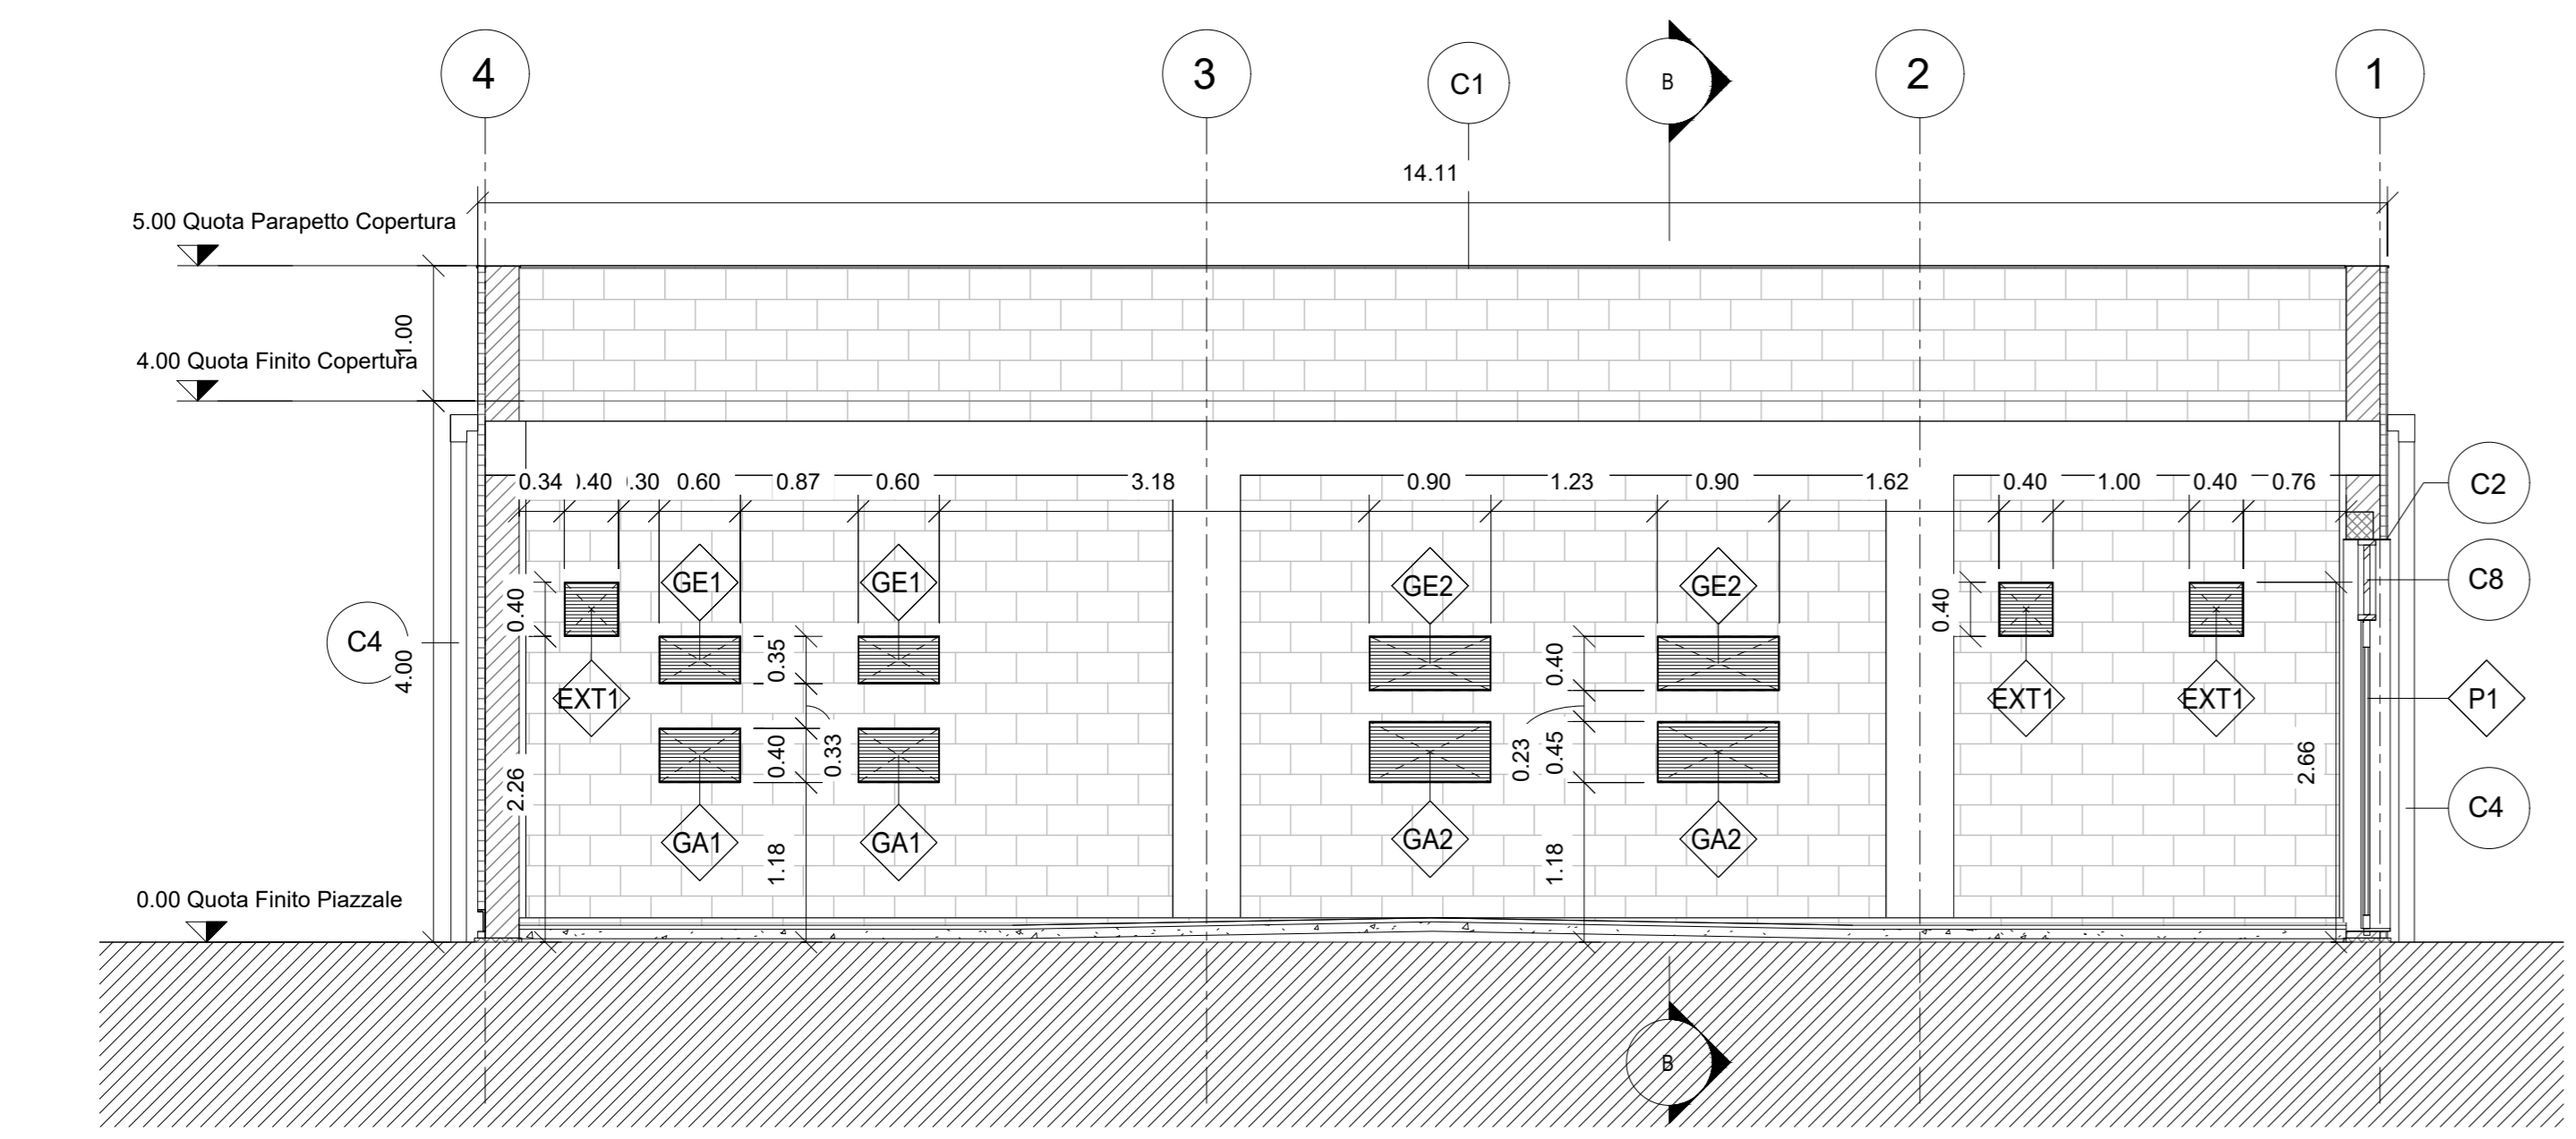 4
3
C1
B
2
1
14.11
5.00 Quota Parapetto Copertura
1.00
4.00 Quota Finito Copertura
0.34
0.40
.30
0.60
0.87
0.60
3.18
0.90
1.23
0.90
1.62
0.40
1.00
0.40
0.76
C2
GE1
GE1
GE2
GE2
C8
0.40
0.40
C4
4.00
0.35
0.40
EXT1
EXT1
EXT1
P1
0.40
0.33
0.23
0.45
2.26
2.66
C4
GA1
GA1
GA2
GA2
1.18
1.18
0.00 Quota Finito Piazzale
B